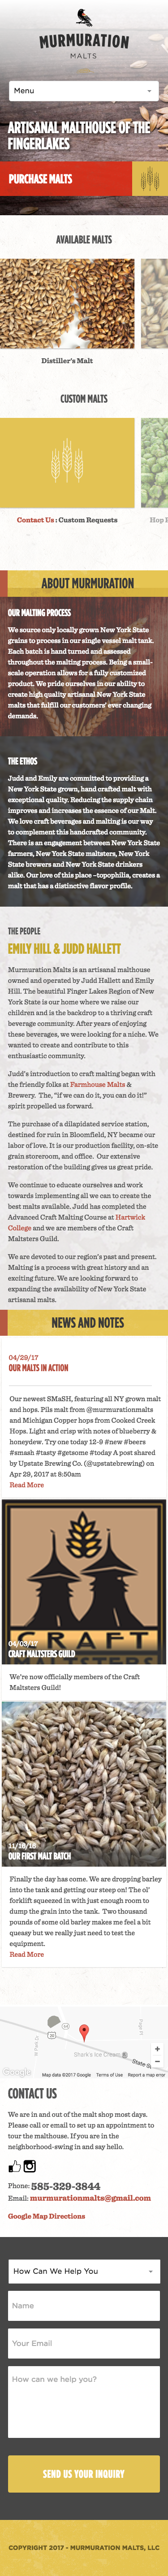 MURMURATION
MALTS
Menu
ARTISANAL MALTHOUSE OF THE
FINGERLAKES
PURCHASE MALTS
AVAILABLE MALTS
Distiller's Malt
CUSTOM MALTS
Contact Us : Custom Requests
Hop
ABOUT MURMURATION
OUR MALTING PROCESS
We source only locally grown New York State
grains to process in our single vessel malt tun.
Each batch is turned and assessed
throughout the malting process. Being a small-
scale operation allows for a fully customized
product. We pride ourselves in our ability to
create high quality artisanal New York State
malts that fulfill our customers ever changing
demands.
THE ETHOS
Judd and Emily are committed to providing a
New York State grown, hand crafted malt with
exceptional quality. Reducing the supply chain
improves and increases the essence of our Malt.
We love craft beverages and malting is our way
to complement this handcrafted community.
There is an engagement between New York State
farmers, New York State maltsters, New York
State brewers and New York State drinkers
alike. Our love of this place –topophilia, creates a
malt that has a distinctive flavor profile.
THE PEOPLE
EMILY HILL & JUDD HALLETT
Murmuration Malts is an artisanal malthouse
owned and operated by Judd Hallett and Emily
Hill. The beautiful Finger Lakes Region of New
York State is our home where we raise our
children and is the backdrop to a thriving craft
beverage community. After years of enjoying
these beverages, we were looking for a niche. We
wanted to create and contribute to this
enthusiastic community.
Judd's introduction to craft malting began with
the friendly folks at Farmhouse Malts &
Brewery. The, "if we can do it, you can do it!"
spirit propelled us forward.
The purchase of a dilapidated service station,
destined for ruin in Bloomfield, NY became our
labor of love. It is our production facility, on-site
grain storeroom, and office. Our extensive
restoration of the building gives us great pride.
We continue to educate ourselves and work
towards implementing all we can to create the
best malts available. Judd has completed the
Advanced Craft Malting Course at Hartwick
College and we are members of the Craft
Maltsters Guild.
We are devoted to our region's past and present.
Malting is a process with great history and an
exciting future. We are looking forward to
expanding the availability of New York State
artisanal malts.
NEWS AND NOTES
04/29/17
OUR MALTS IN ACTION
Our newest SMaSH, featuring all NY grown malt
and hops. Pils malt from @murmurationmalts
and Michigan Copper hops from Cooked Creek
Hops. Light and crisp with notes of blueberry &
honeydew. Try one today 12-9 #new #beers
#smash #tasty #getsome #today A post shared
by Upstate Brewing Co. (@upstatebrewing) on
Apr 29, 2017 at 8:50am
Read More
CRAFT
MALTSTERS
04/03/17
CRAFT MALTSTERS GUILD
We're now officially members of the Craft
Maltsters Guild!
11/16/16
OUR FIRST MALT BATCH
Finally the day has come. We are dropping barley
into the tank and getting our steep on! The ol'
Forklift squeezed in with just enough room to
dump the grain into the tank. Two thousand
pounds of some old barley makes me feel a bit
queasy but we really just need to test the
equipment.
Read More
Shark's Ice Cream
State St
Google
Map data ©2017 Google
Terms of Use
Report a map error
CONTACT US
We are in and out of the malt shop most days.
Please call or email to set up an appointment to
tour the malthouse. If you are in the
neighborhood-swing in and say hello.
Phone: 585-329-3844
Email: murmurationmalts@gmail.com
Google Map Directions
How Can We Help You
Name
Your Email
How can we help you?
SEND US YOUR INQUIRY
COPYRIGHT 2017 - MURMURATION MALTS, LLC